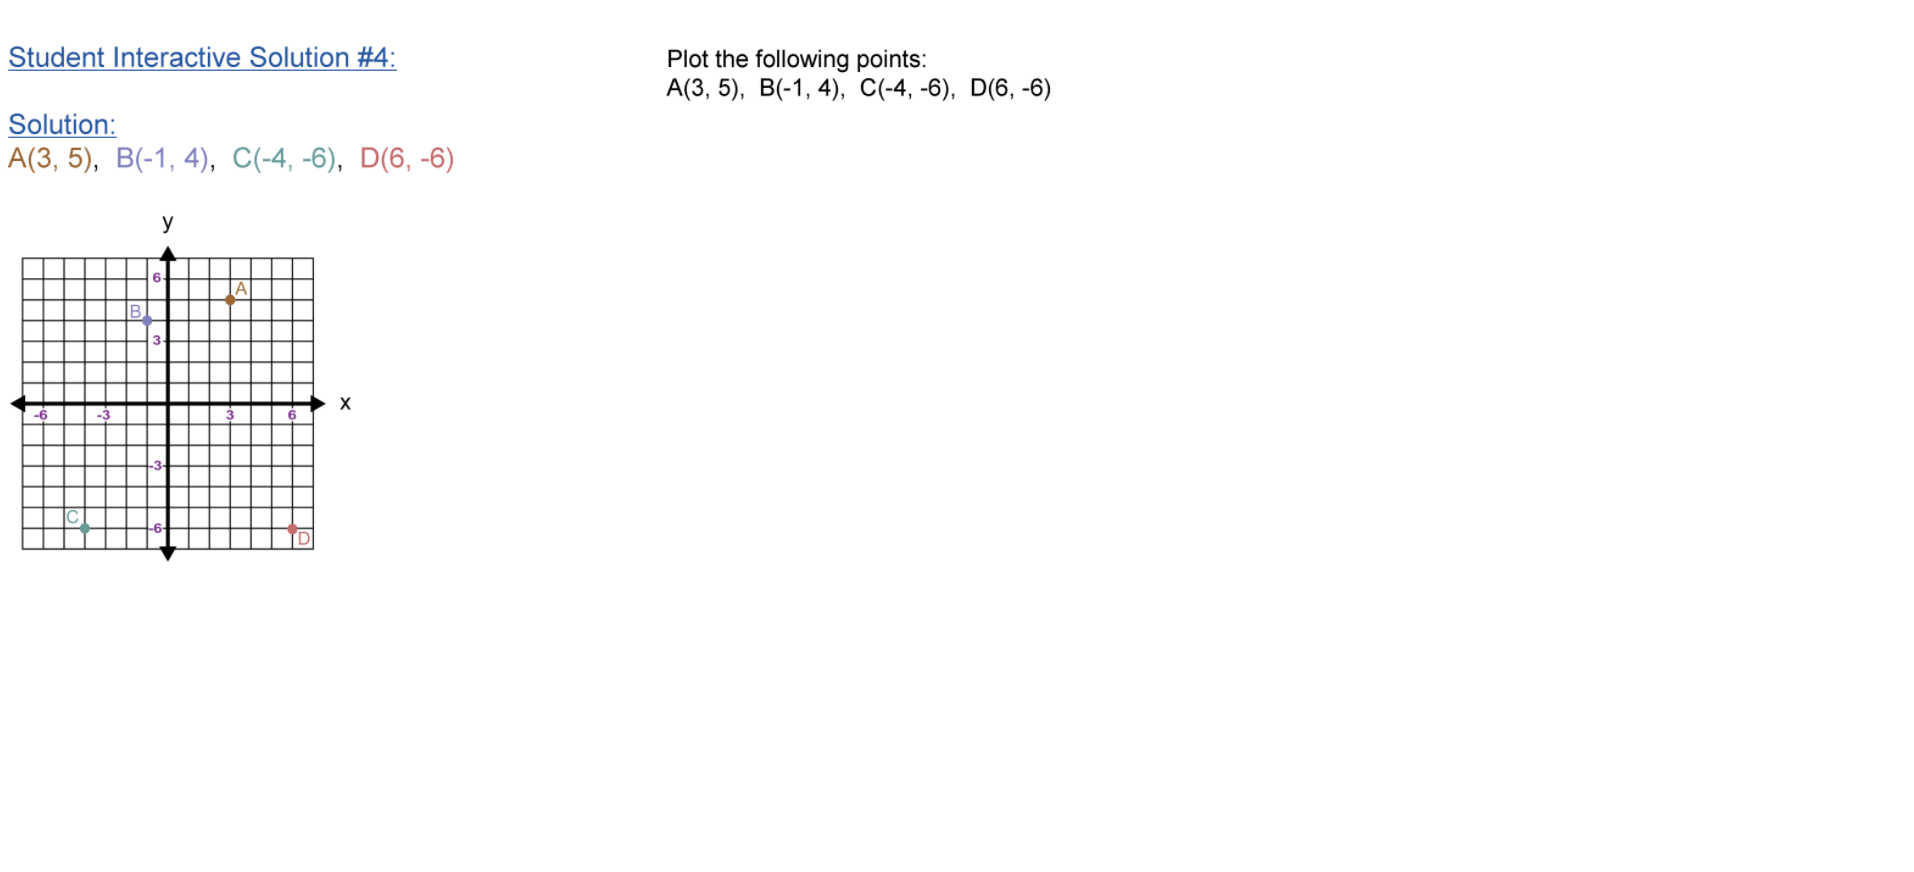 Student Interactive Solution #4:
Plot the following points:
A(3, 5),  B(-1, 4),  C(-4, -6),  D(6, -6)
Solution:
A(3, 5),  B(-1, 4),  C(-4, -6),  D(6, -6)
y
6
A
B
3
x
-6 -3 3 6
-3
C
-6
D